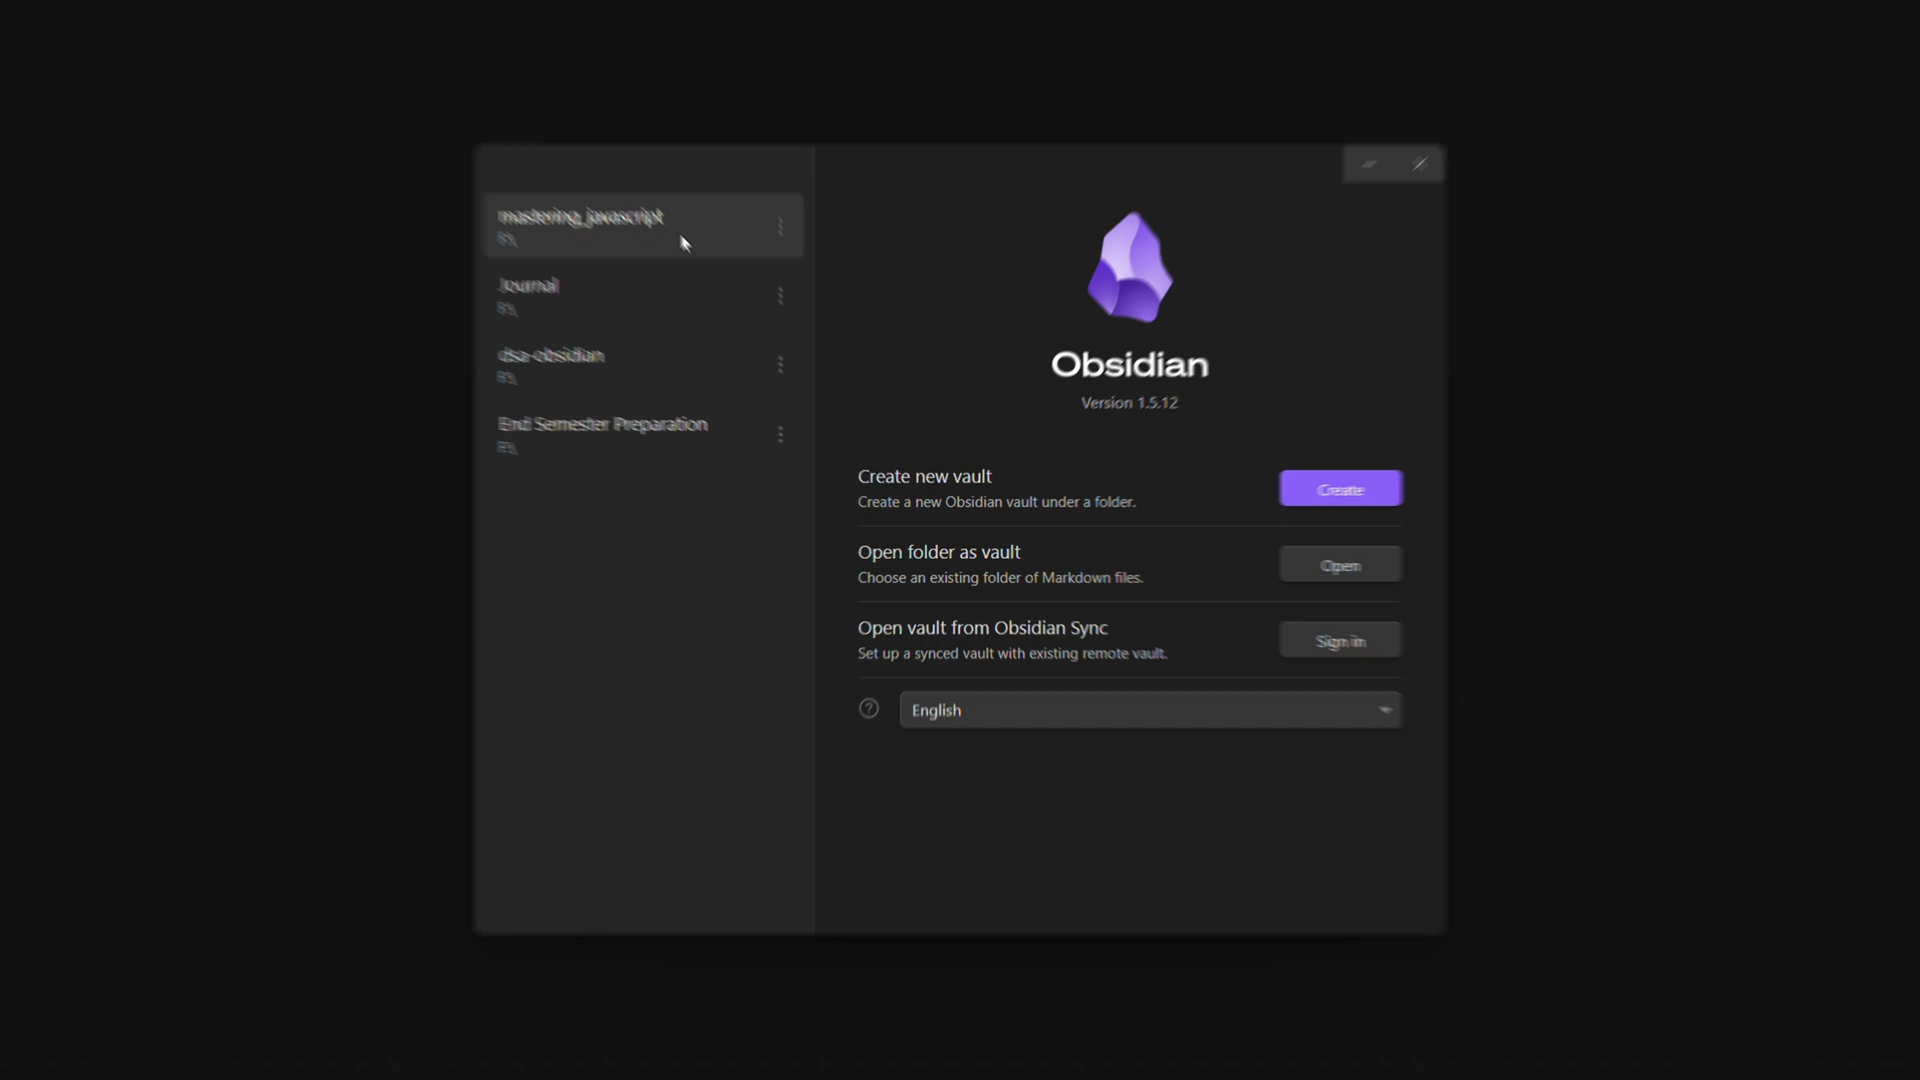 mastering_javascript
Journal
dsa-obsidian
End Semester Preparation
Obsidian
Version 1.5.12
Create new vault
Create a new Obsidian vault under a folder.
Create
Open folder as vault
Choose an existing folder of Markdown files.
Open
Open vault from Obsidian Sync
Set up a synced vault with existing remote vault.
Sign in
English